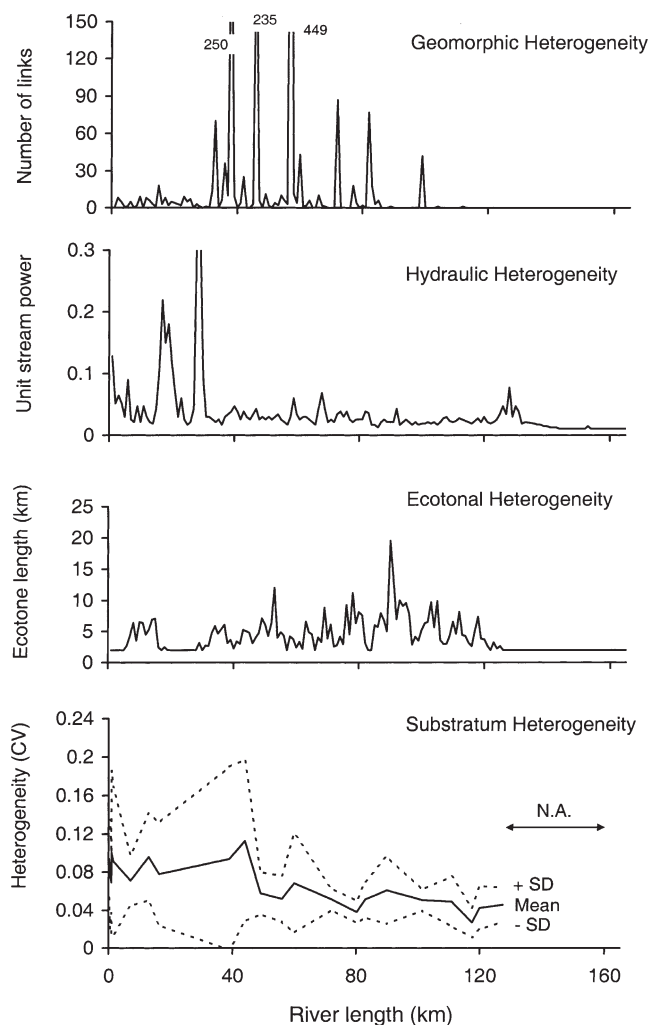 Geomorphic Heterogeneity
Number of links
150
120
90
60
30
0
250
235
449
Hydraulic Heterogeneity
Unit stream power
0.3
0.2
0.1
0
Ecotonal Heterogeneity
Ecotone length (km)
25
20
15
10
5
0
Substratum Heterogeneity
Heterogeneity (CV)
0.24
0.2
0.16
0.12
0.08
0.04
0
N.A.
+ SD
Mean
- SD
0 40 80 120 160
River length (km)